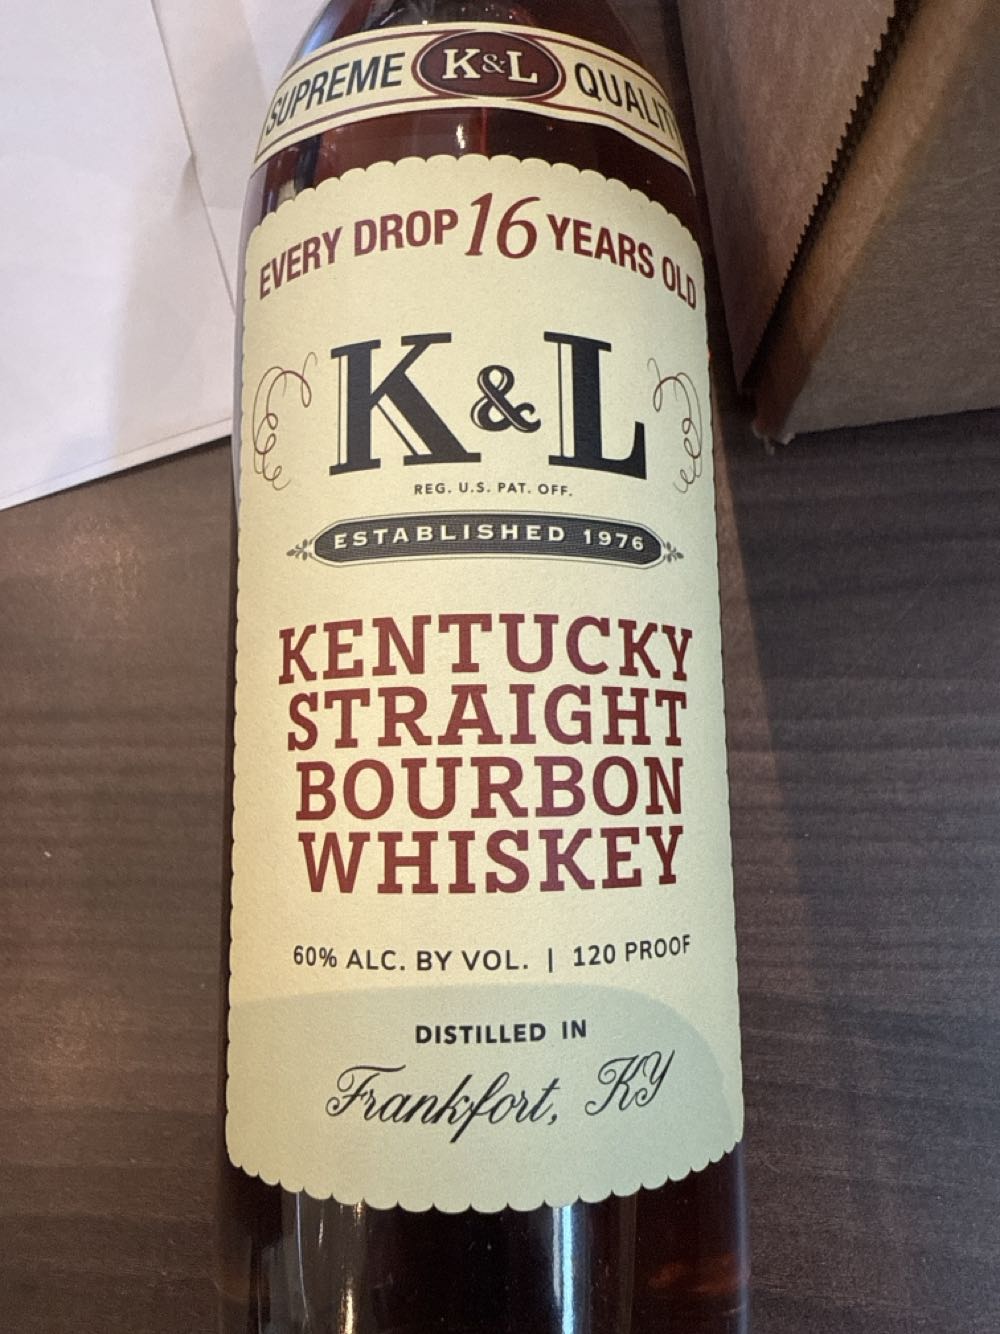 SUPREME K&L QUALITY
EVERY DROP 16 YEARS OLD
K&L
REG. U.S. PAT. OFF.
ESTABLISHED 1976
KENTUCKY
STRAIGHT
BOURBON
WHISKEY
60% ALC. BY VOL. | 120 PROOF
DISTILLED IN
Frankfort, KY